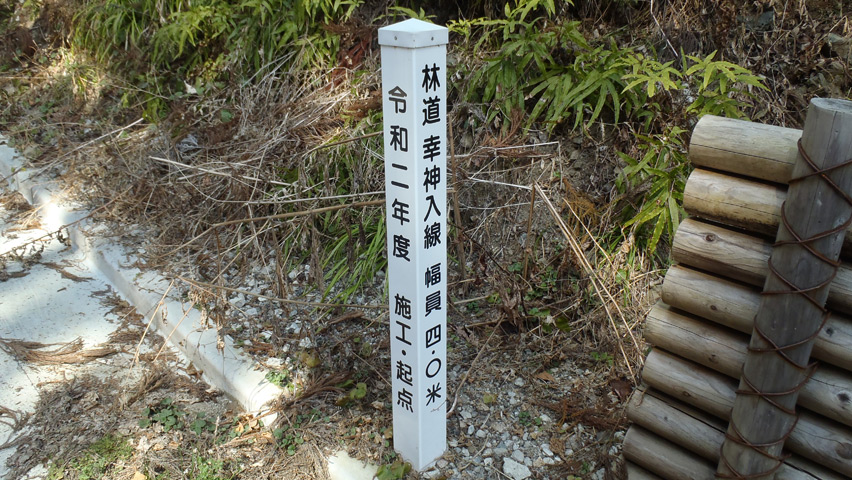 林道 幸神入線 幅員 四・〇米
令和二年度 施工・起点